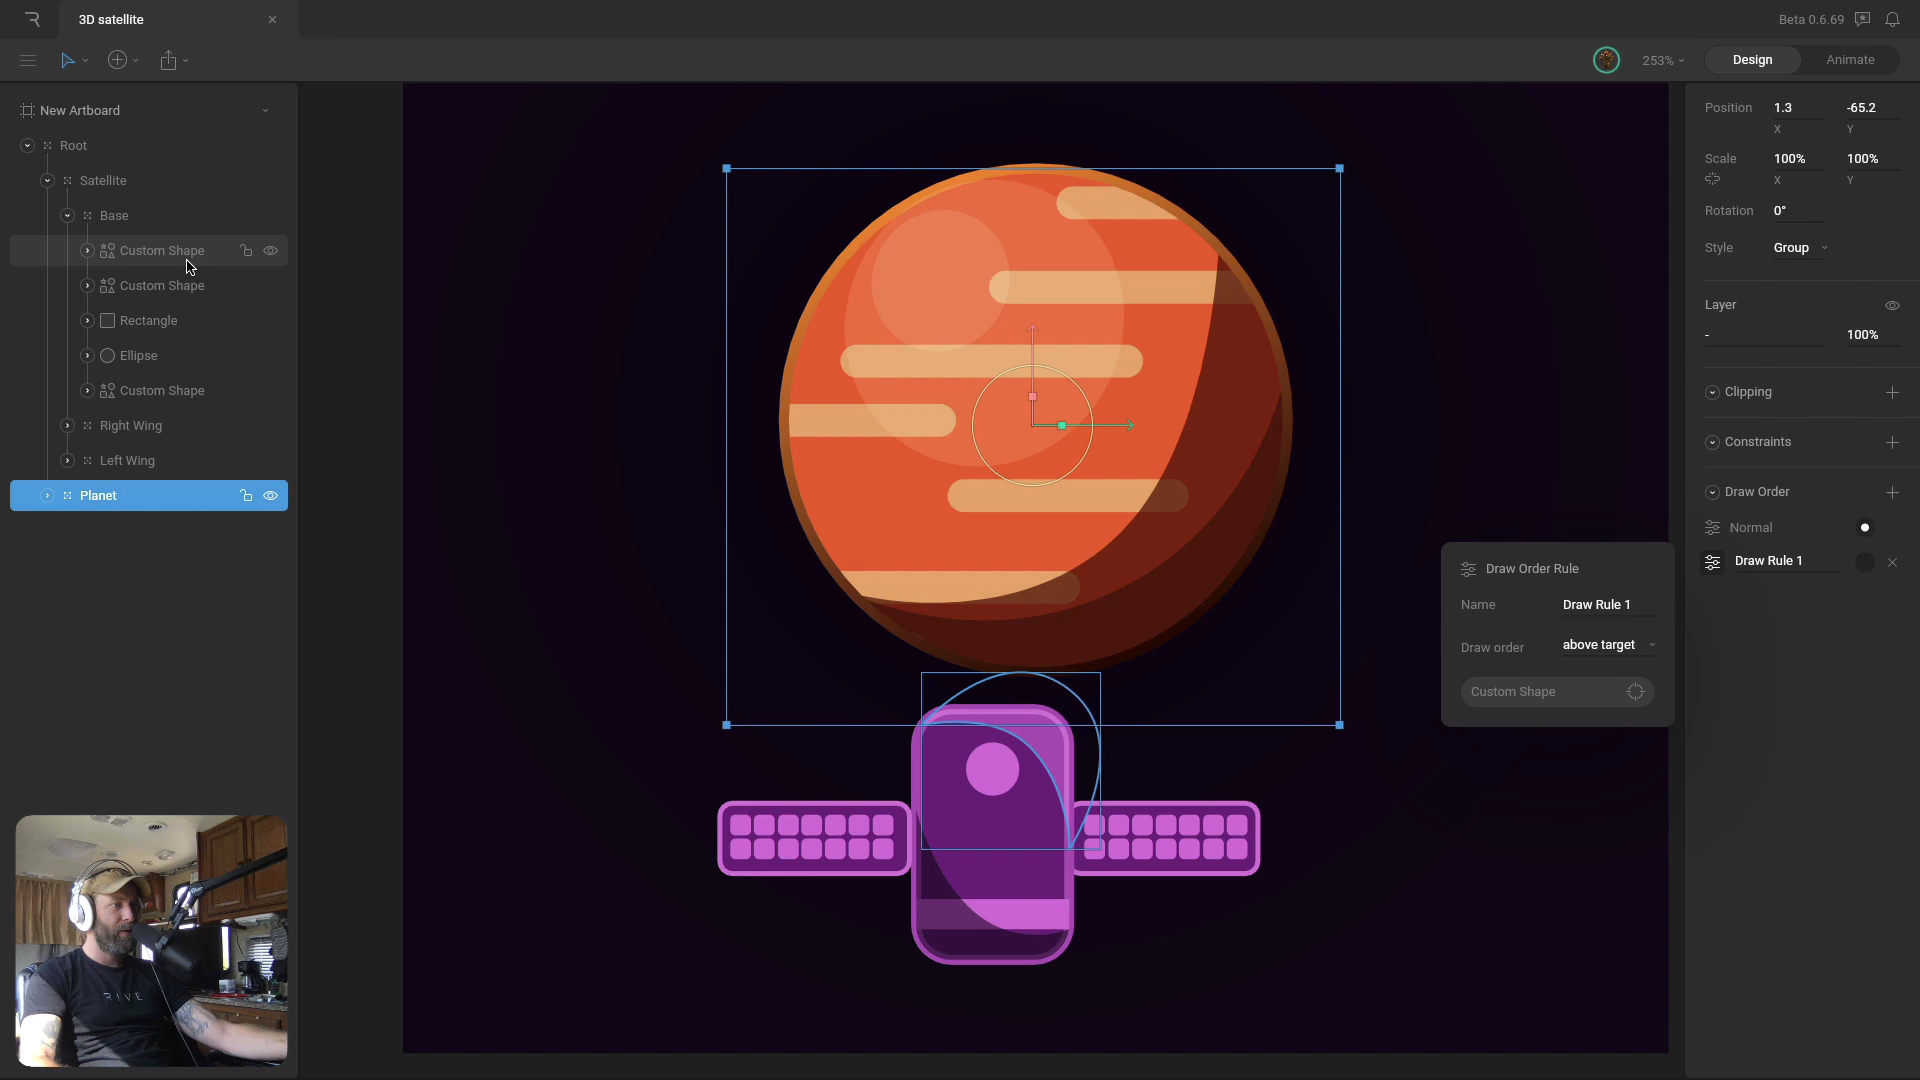 3D satellite
Beta 0.6.69
253%
Design
Animate
New Artboard
Root
Satellite
Base
Custom Shape
Custom Shape
Rectangle
Ellipse
Custom Shape
Right Wing
Left Wing
Planet
Position
1.3
-65.2
X
Y
Scale
100%
100%
X
Y
Rotation
0°
Style
Group
Layer
-
100%
Clipping
Constraints
Draw Order
Normal
Draw Rule 1
Draw Order Rule
Name
Draw Rule 1
Draw order
above target
Custom Shape
RIVE